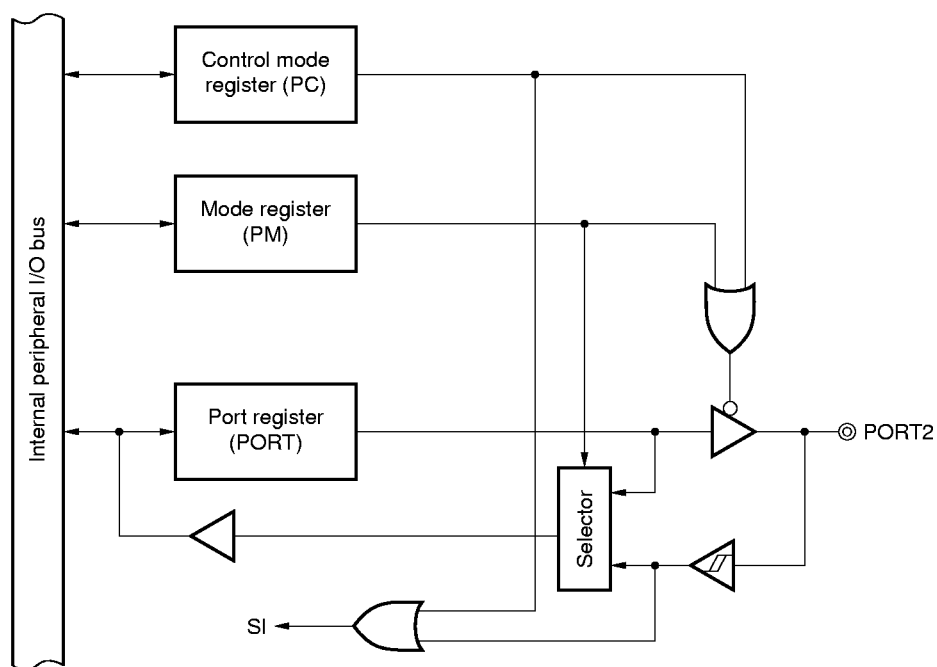 Internal peripheral I/O bus
Control mode
register (PC)
Mode register
(PM)
Port register
(PORT)
PORT2
Selector
SI